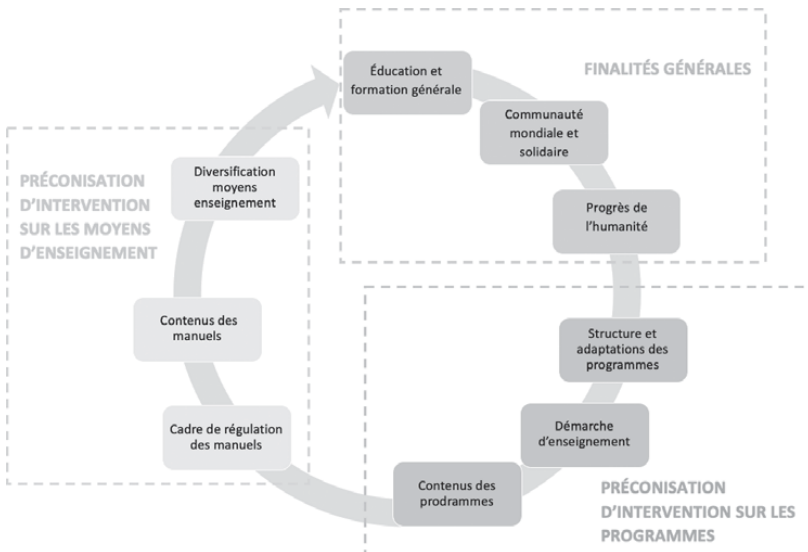 FINALITÉS GÉNÉRALES
Éducation et
formation générale
Communauté
mondiale et
solidaire
Progrès de
l’humanité
Structure et
adaptations des
programmes
Démarche
d’enseignement
Contenus des
prodrammes
PRÉCONISATION
D’INTERVENTION SUR LES
PROGRAMMES
Cadre de régulation
des manuels
Contenus des
manuels
Diversification
moyens
enseignement
PRÉCONISATION
D’INTERVENTION
SUR LES MOYENS
D’ENSEIGNEMENT